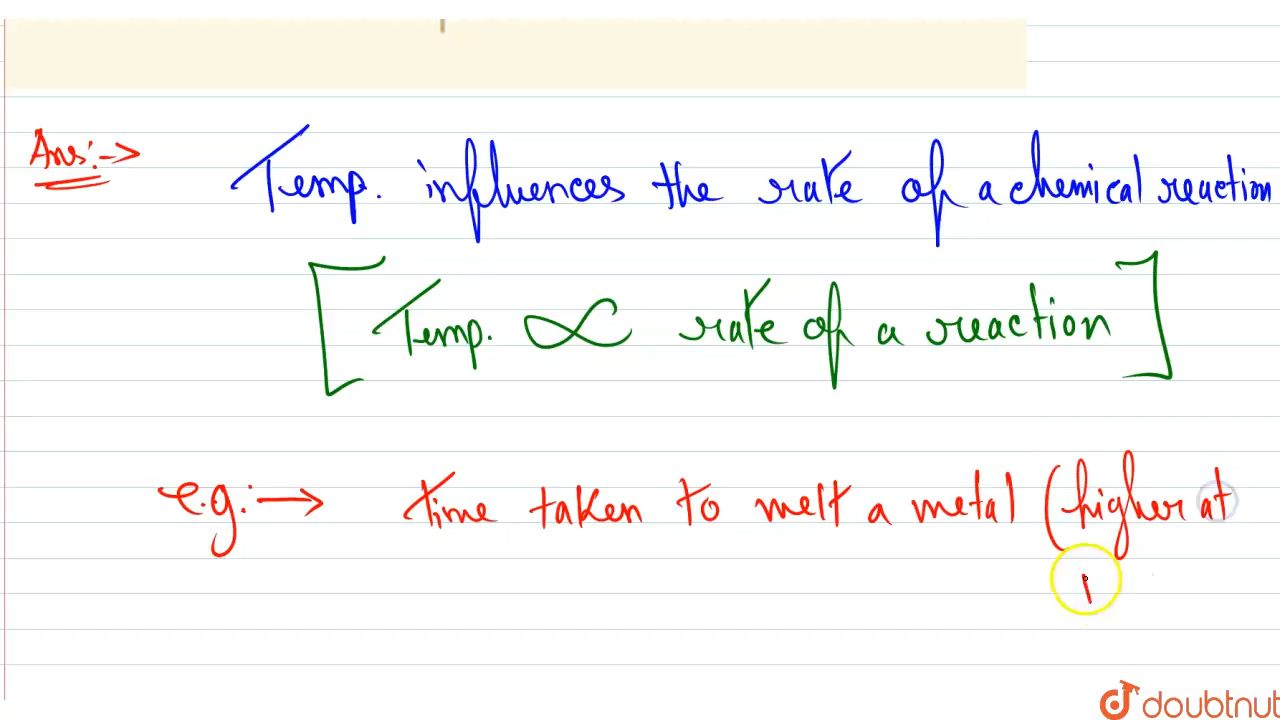 Ans:->
Temp. influences the rate of a chemical reaction
[Temp. ∝ rate of a reaction]
e.g:-> time taken to melt a metal (higher at
doubtnut